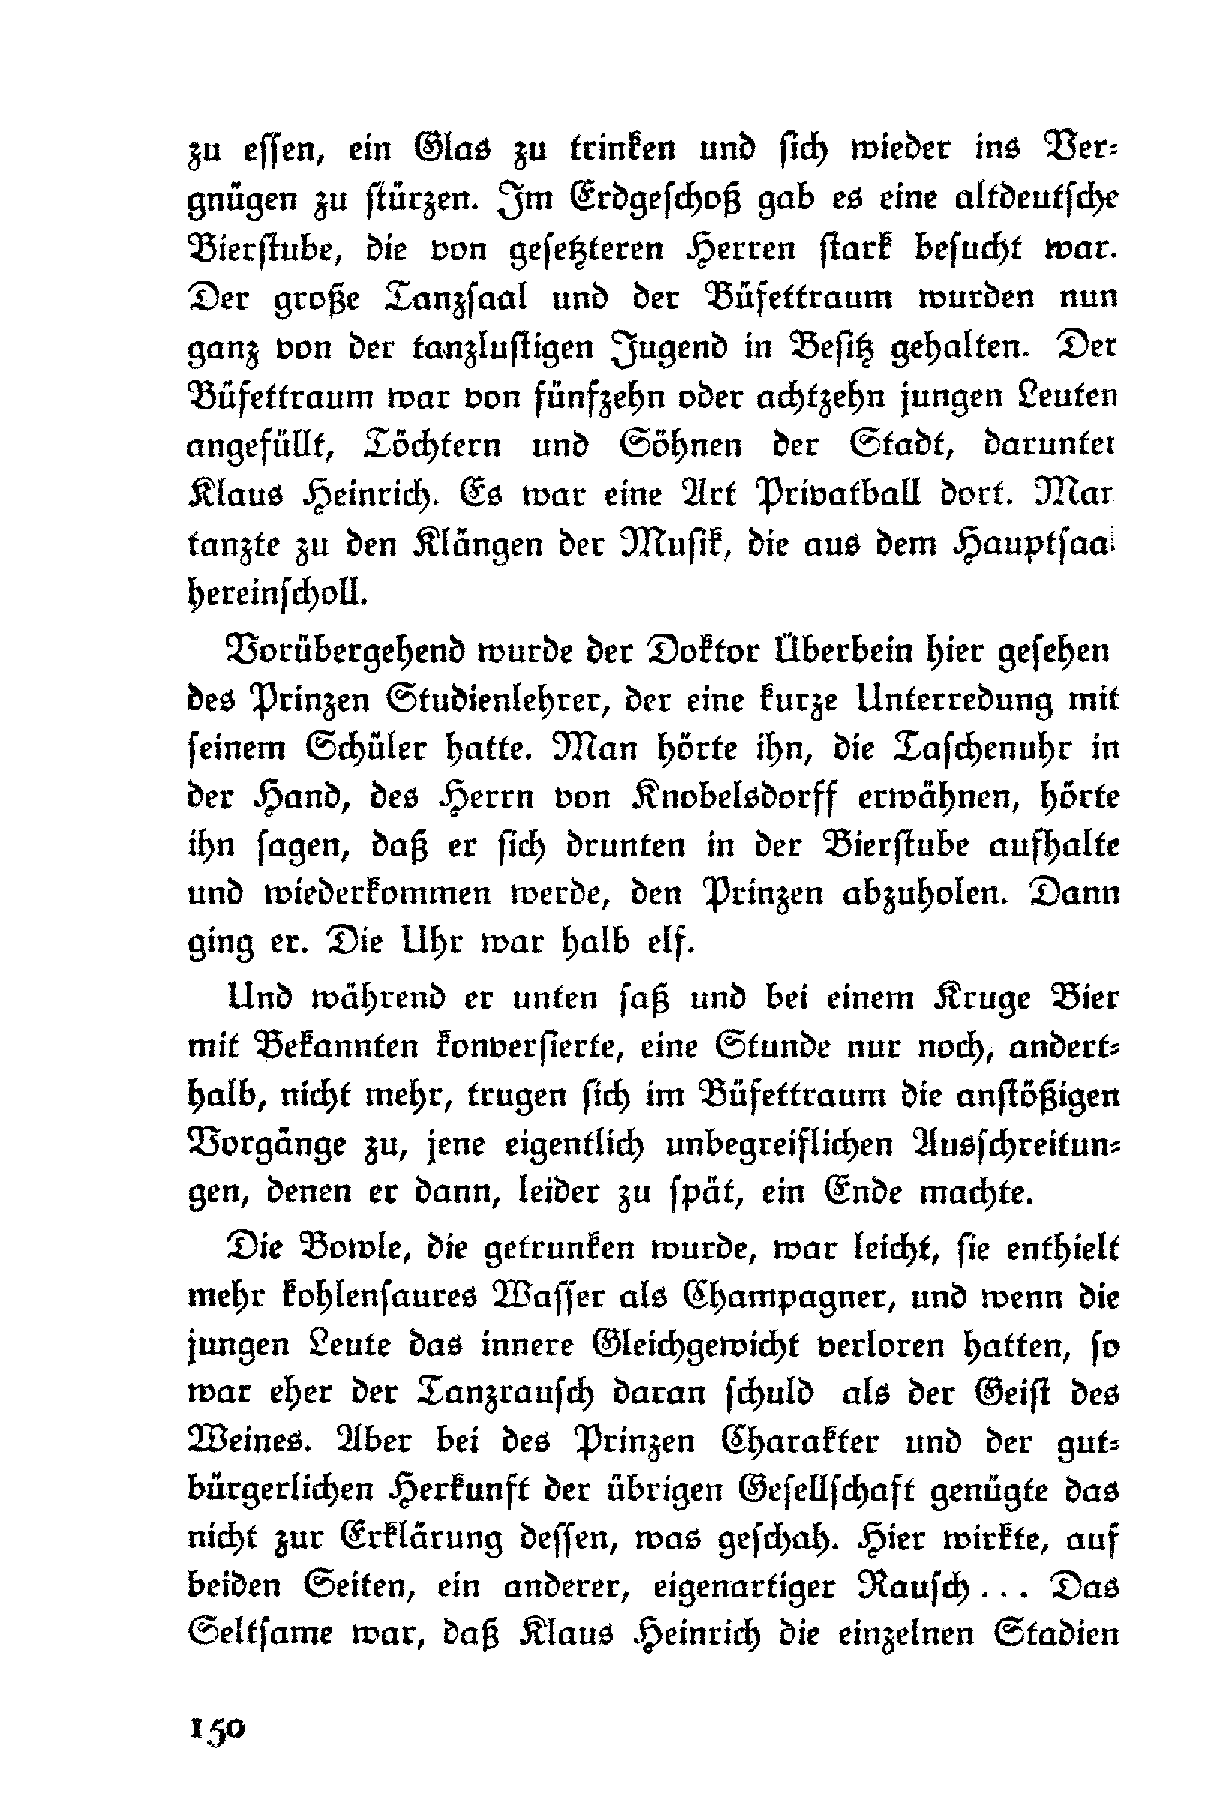 zu essen, ein Glas zu trinken und sich wieder ins Ver-
gnügen zu stürzen. Im Erdgeschoß gab es eine altdeutsche
Bierstube, die von gesetzteren Herren stark besucht war.
Der große Tanzsaal und der Büfettraum wurden nun
ganz von der tanzlustigen Jugend in Besitz gehalten. Der
Büfettraum war von fünfzehn oder achtzehn jungen Leuten
angefüllt, Töchtern und Söhnen der Stadt, darunter
Klaus Heinrich. Es war eine Art Privatball dort. Man
tanzte zu den Klängen der Musik, die aus dem Hauptsaal
hereinscholl.
Vorübergehend wurde der Doktor Überbein hier gesehen
des Prinzen Studienlehrer, der eine kurze Unterredung mit
seinem Schüler hatte. Man hörte ihn, die Taschenuhr in
der Hand, des Herrn von Knobelsdorff erwähnen, hörte
ihn sagen, daß er sich drunten in der Bierstube aufhalte
und wiederkommen werde, den Prinzen abzuholen. Dann
ging er. Die Uhr war halb elf.
Und während er unten saß und bei einem Kruge Bier
mit Bekannten konversierte, eine Stunde nur noch, andert-
halb, nicht mehr, trugen sich im Büfettraum die anstößigen
Vorgänge zu, jene eigentlich unbegreiflichen Ausschreitun-
gen, denen er dann, leider zu spät, ein Ende machte.
Die Bowle, die getrunken wurde, war leicht, sie enthielt
mehr kohlensaures Wasser als Champagner, und wenn die
jungen Leute das innere Gleichgewicht verloren hatten, so
war eher der Tanzrausch daran schuld als der Geist des
Weines. Aber bei des Prinzen Charakter und der gut-
bürgerlichen Herkunft der übrigen Gesellschaft genügte das
nicht zur Erklärung dessen, was geschah. Hier wirkte, auf
beiden Seiten, ein anderer, eigenartiger Rausch... Das
Seltsame war, daß Klaus Heinrich die einzelnen Stadien
150